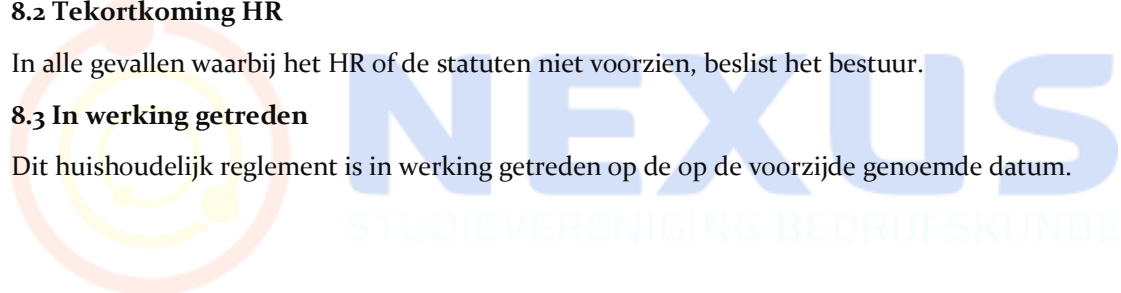 8.2 Tekortkoming HR
In alle gevallen waarbij het HR of de statuten niet voorzien, beslist het bestuur.
8.3 In werking getreden
Dit huishoudelijk reglement is in werking getreden op de op de voorzijde genoemde datum.
NEXUS
STUDIEVERENIGING BEDRIJFSKUNDE